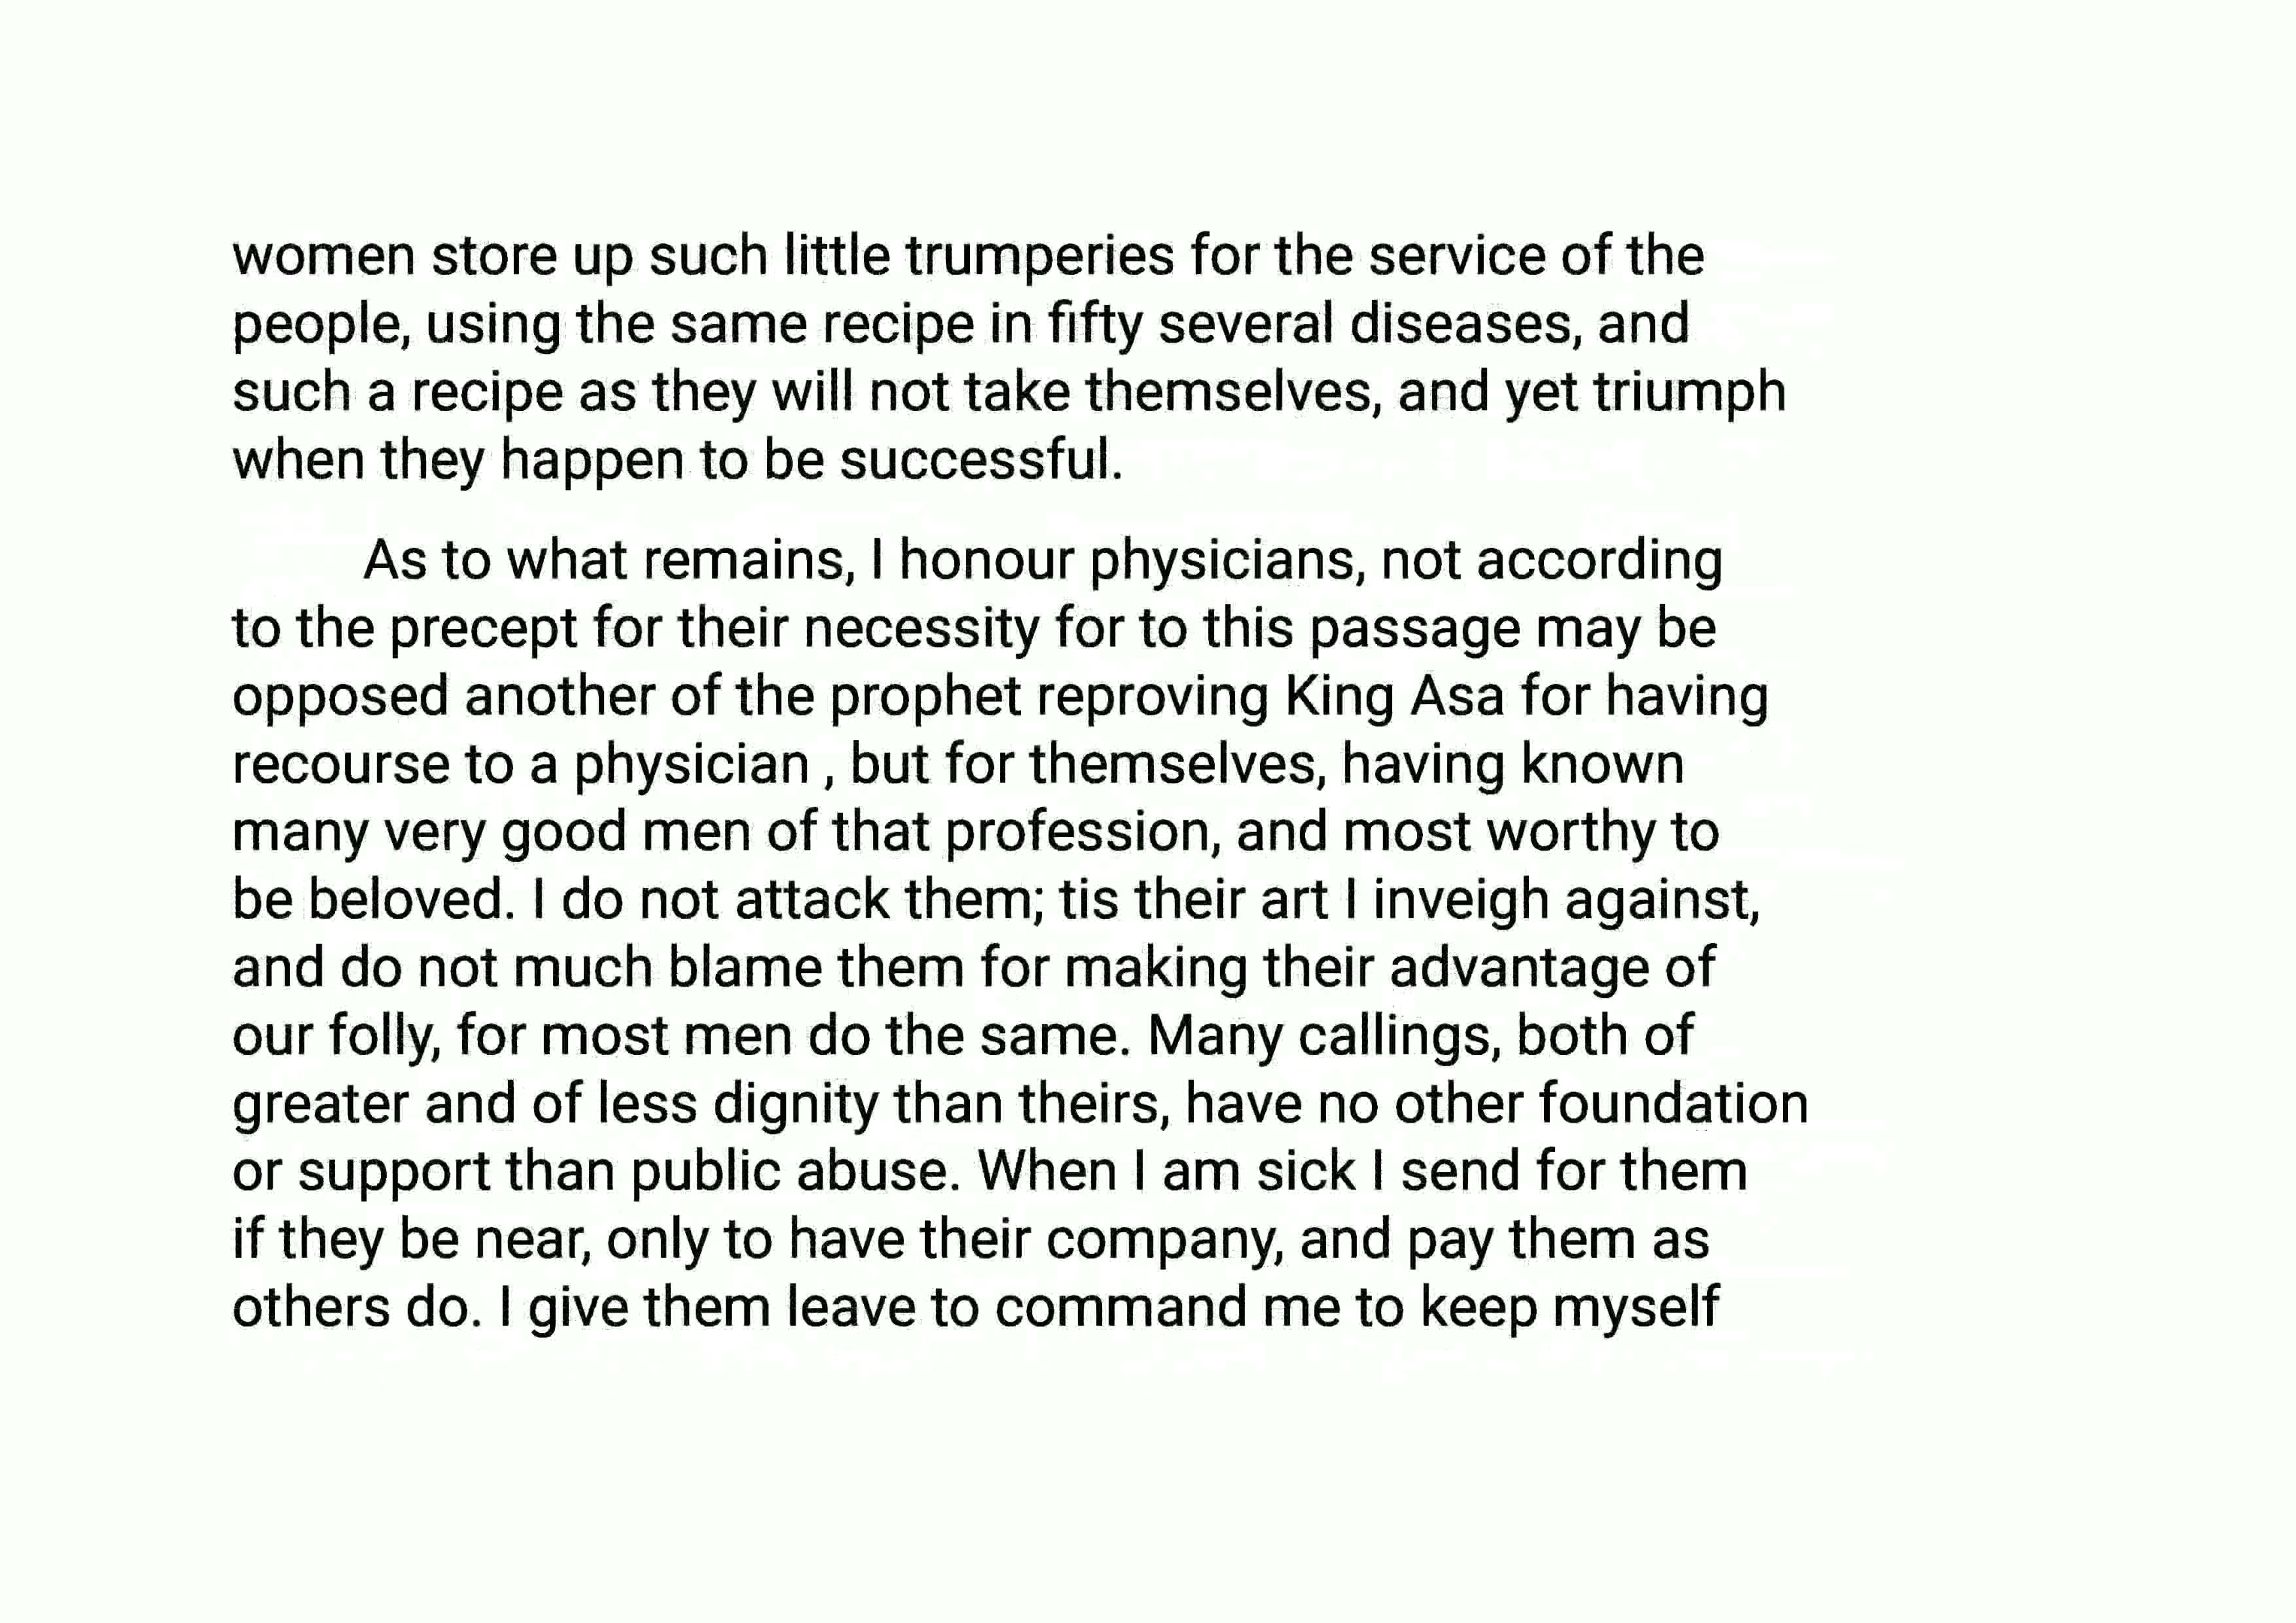 women store up such little trumperies for the service of the
people, using the same recipe in fifty several diseases, and
such a recipe as they will not take themselves, and yet triumph
when they happen to be successful.
As to what remains, I honour physicians, not according
to the precept for their necessity for to this passage may be
opposed another of the prophet reproving King Asa for having
recourse to a physician , but for themselves, having known
many very good men of that profession, and most worthy to
be beloved. I do not attack them; tis their art I inveigh against,
and do not much blame them for making their advantage of
our folly, for most men do the same. Many callings, both of
greater and of less dignity than theirs, have no other foundation
or support than public abuse. When I am sick I send for them
if they be near, only to have their company, and pay them as
others do. I give them leave to command me to keep myself